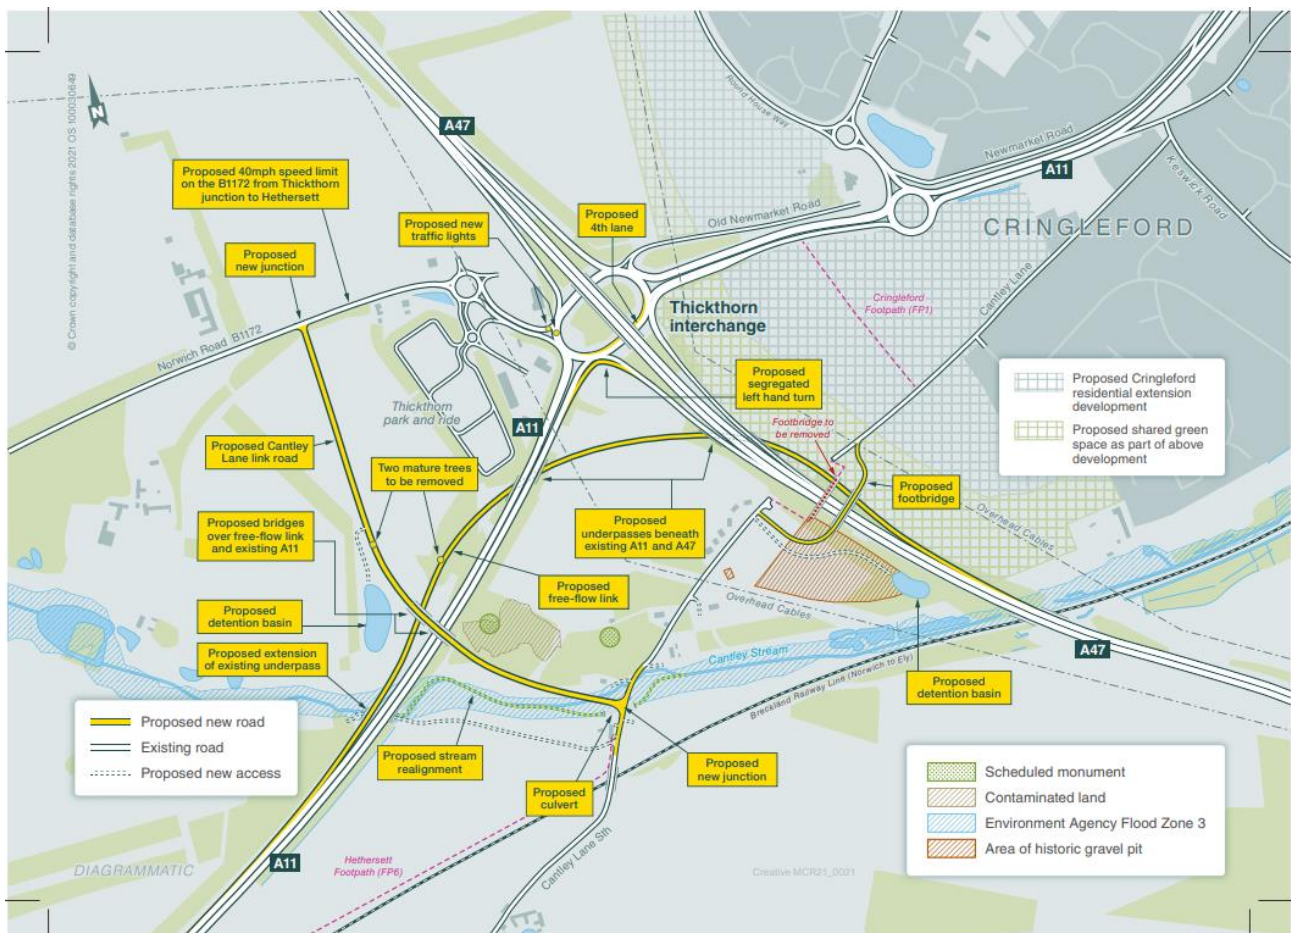 © Crown copyright and database rights 2021 OS 100030649
N
A47
Round House Way
Newmarket Road
A11
Keswick Road
Proposed 40mph speed limit
on the B1172 from Thickthorn
junction to Hethersett
Proposed new
traffic lights
Proposed
4th lane
Old Newmarket Road
CRINGLEFORD
Proposed
new junction
Cantley Lane
Thickthorn
interchange
Cringleford
Footpath (FP1)
Norwich Road B1172
Proposed
segregated
left hand turn
Proposed Cringleford
residential extension
development
Proposed shared green
space as part of above
development
Thickthorn
park and ride
A11
Footbridge to
be removed
Proposed Cantley
Lane link road
Two mature trees
to be removed
Proposed
footbridge
Proposed bridges
over free-flow link
and existing A11
Proposed
underpasses beneath
existing A11 and A47
Overhead Cables
Proposed
free-flow link
Overhead Cables
Proposed
detention basin
Proposed extension
of existing underpass
Cantley Stream
A47
Breckland Railway Line (Norwich to Ely)
Proposed
detention basin
Proposed new road
Existing road
Proposed new access
Proposed stream
realignment
Proposed
new junction
Proposed
culvert
Scheduled monument
Contaminated land
Environment Agency Flood Zone 3
Area of historic gravel pit
DIAGRAMMATIC
A11
Hethersett
Footpath (FP6)
Cantley Lane Sth
Creative MCR21_0021